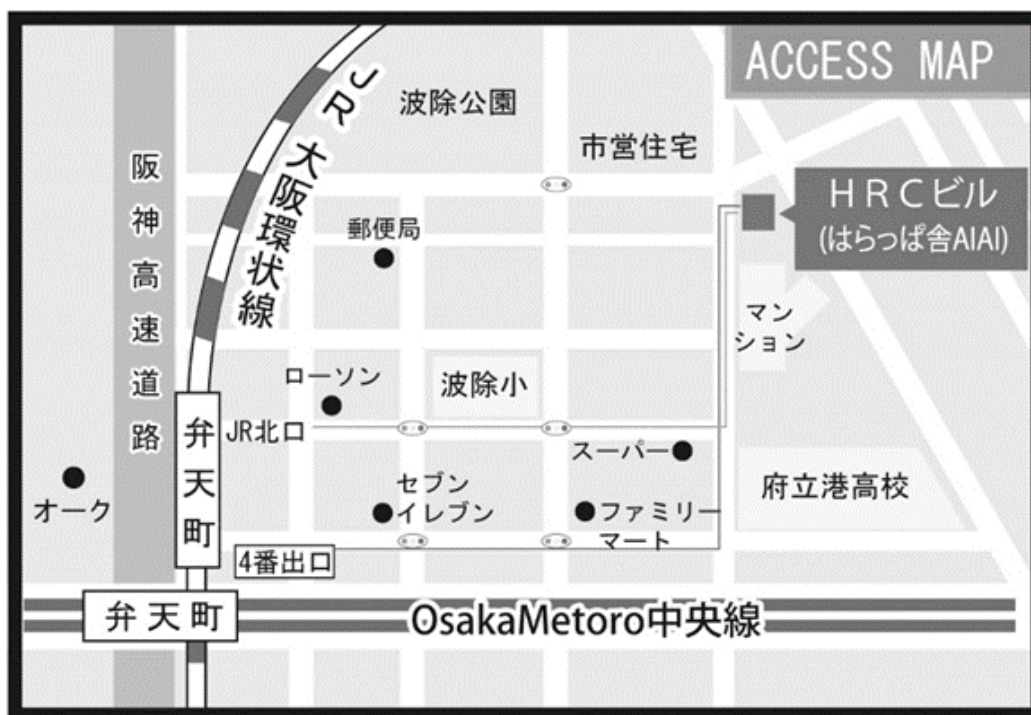 ACCESS MAP
JR大阪環状線
波除公園
市営住宅
阪神高速道路
HRCビル
(はらっぱ舎AIAI)
郵便局
マン
ション
ローソン
波除小
弁天町
JR北口
スーパー
府立港高校
オーク
セブン
イレブン
ファミリー
マート
4番出口
弁天町
OsakaMetoro中央線